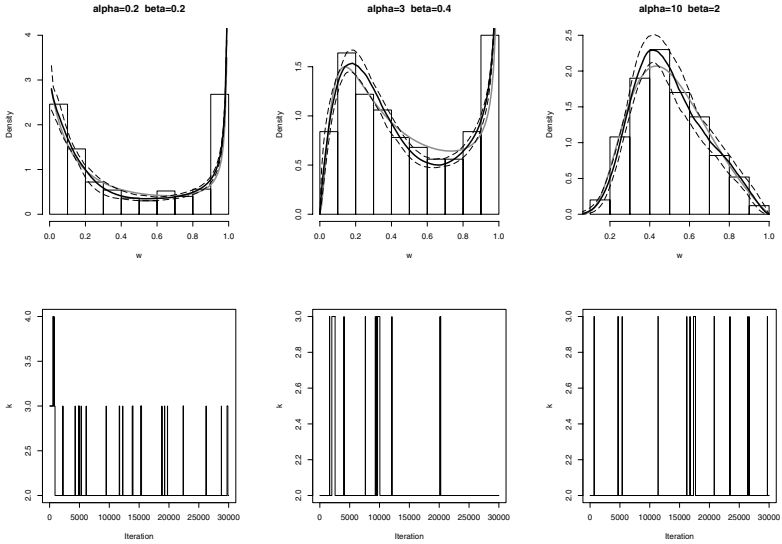 alpha=0.2 beta=0.2
Density
0 1 2 3 4
0.0 0.2 0.4 0.6 0.8 1.0
w
alpha=3 beta=0.4
Density
0.0 0.5 1.0 1.5
0.0 0.2 0.4 0.6 0.8 1.0
w
alpha=10 beta=2
Density
0.0 0.5 1.0 1.5 2.0 2.5
0.2 0.4 0.6 0.8 1.0
w
k
2.0 2.5 3.0 3.5 4.0
0 5000 10000 15000 20000 25000 30000
Iteration
k
2.0 2.2 2.4 2.6 2.8 3.0
0 5000 10000 15000 20000 25000 30000
Iteration
k
2.0 2.2 2.4 2.6 2.8 3.0
0 5000 10000 15000 20000 25000 30000
Iteration